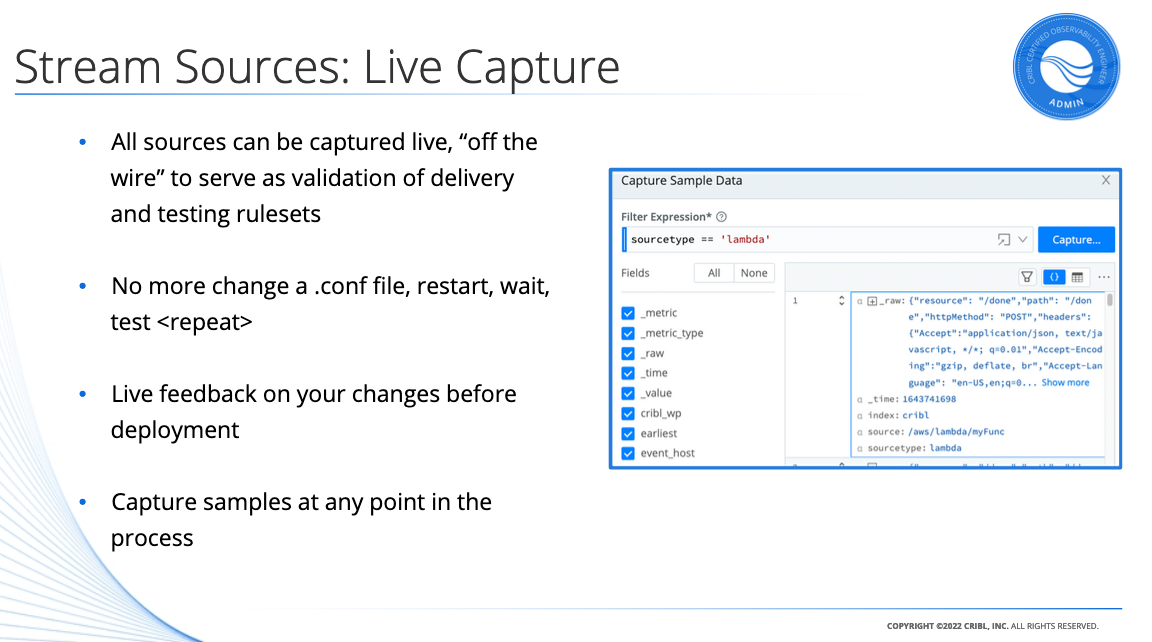 Stream Sources: Live Capture
CRIBL CERTIFIED OBSERVABILITY ENGINEER
ADMIN
• All sources can be captured live, “off the
wire” to serve as validation of delivery
and testing rulesets
• No more change a .conf file, restart, wait,
test <repeat>
• Live feedback on your changes before
deployment
• Capture samples at any point in the
process
Capture Sample Data X
Filter Expression* ?
sourcetype == 'lambda'
Capture...
Fields All None
_metric
_metric_type
_raw
_time
_value
cribl_wp
earliest
event_host
{} ...
1 α + _raw: {"resource": "/done","path": "/don
e","httpMethod": "POST","headers":
{"Accept":"application/json, text/ja
vascript, */*; q=0.01","Accept-Encod
ing":"gzip, deflate, br","Accept-Lan
guage": "en-US,en;q=0... Show more
α _time: 1643741698
α index: cribl
α source: /aws/lambda/myFunc
α sourcetype: lambda
COPYRIGHT ©2022 CRIBL, INC. ALL RIGHTS RESERVED.